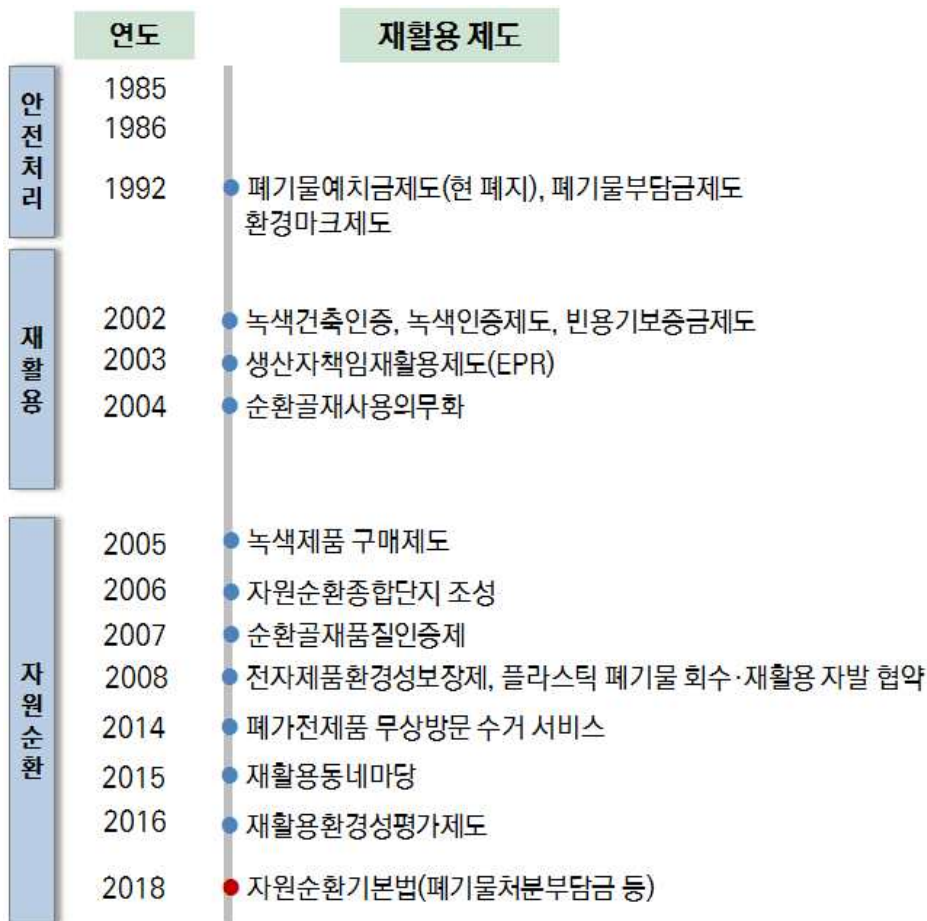 연도 재활용 제도
안전처리
1985
1986
1992 폐기물예치금제도(현 폐지), 폐기물부담금제도
환경마크제도
재활용
2002 녹색건축인증, 녹색인증제도, 빈용기보증금제도
2003 생산자책임재활용제도(EPR)
2004 순환골재사용의무화
자원순환
2005 녹색제품 구매제도
2006 자원순환종합단지 조성
2007 순환골재품질인증제
2008 전자제품환경성보장제, 플라스틱 폐기물 회수·재활용 자발 협약
2014 폐가전제품 무상방문 수거 서비스
2015 재활용동네마당
2016 재활용환경성평가제도
2018 자원순환기본법(폐기물처분부담금 등)